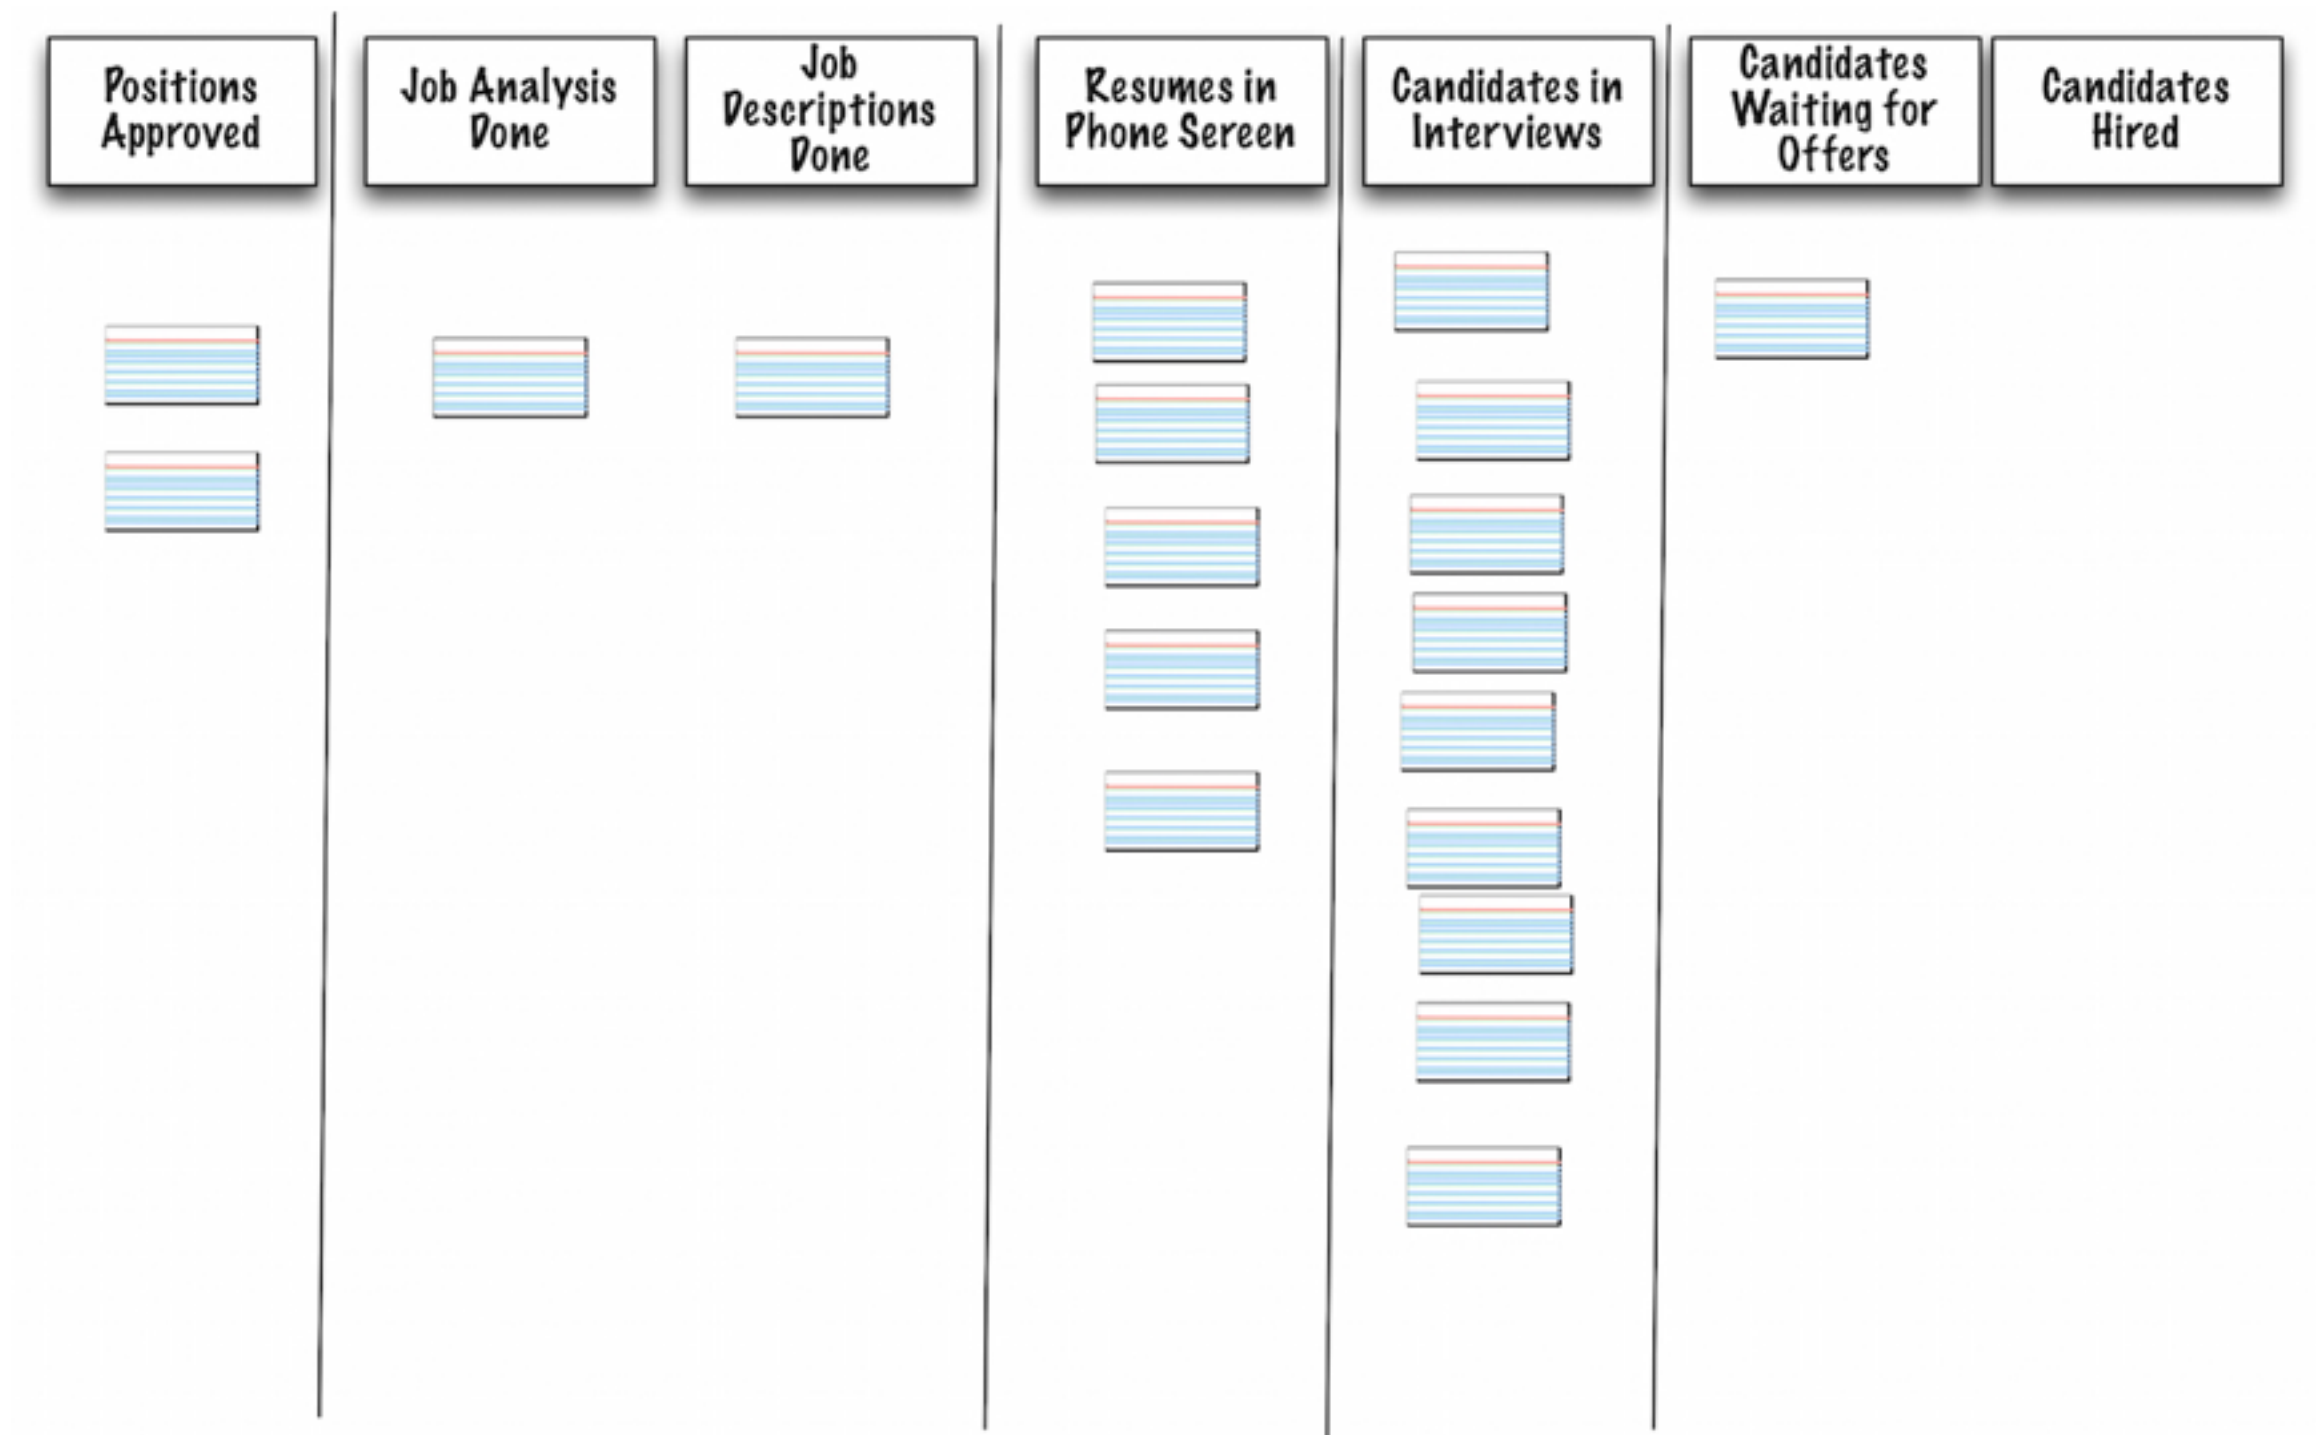 Positions
Approved
Job Analysis
Done
Job
Descriptions
Done
Resumes in
Phone Sereen
Candidates in
Interviews
Candidates
Waiting for
Offers
Candidates
Hired